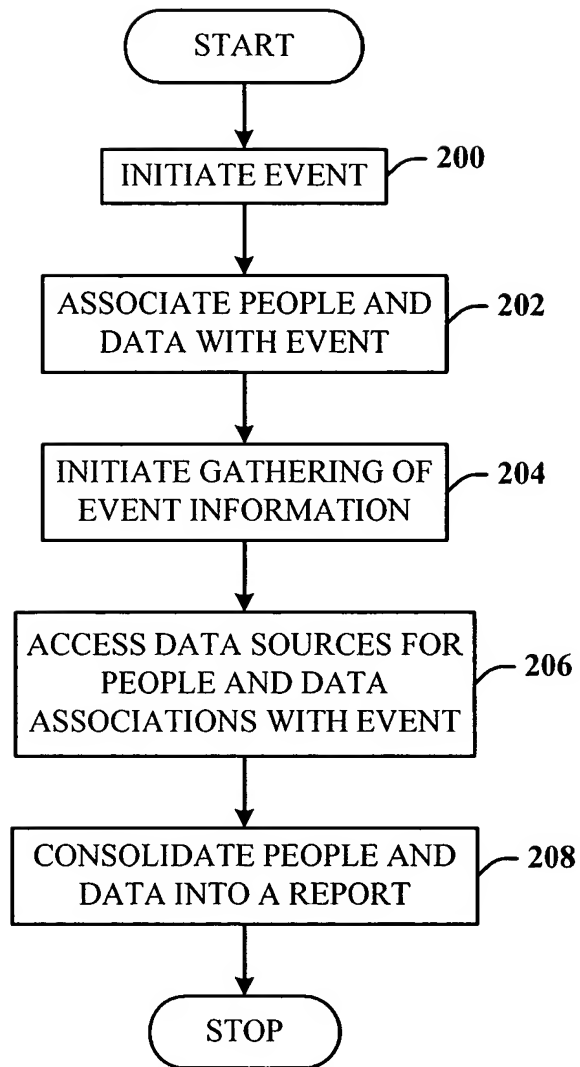 START
INITIATE EVENT
200
ASSOCIATE PEOPLE AND
DATA WITH EVENT
202
INITIATE GATHERING OF
EVENT INFORMATION
204
ACCESS DATA SOURCES FOR
PEOPLE AND DATA
ASSOCIATIONS WITH EVENT
206
CONSOLIDATE PEOPLE AND
DATA INTO A REPORT
208
STOP